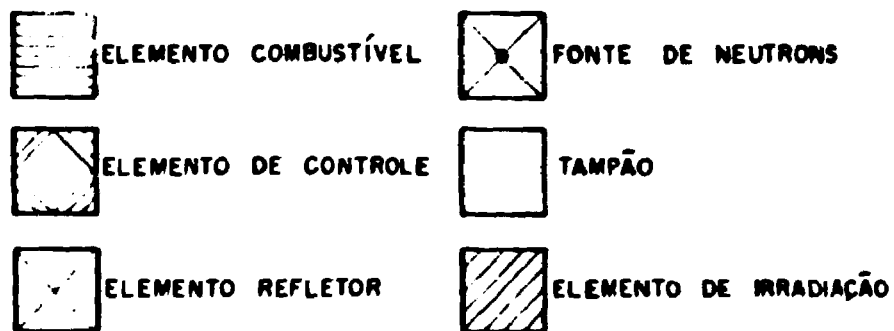 ELEMENTO COMBUSTÍVEL
FONTE DE NEUTRONS
ELEMENTO DE CONTROLE
TAMPÃO
ELEMENTO REFLETOR
ELEMENTO DE IRRADIAÇÃO